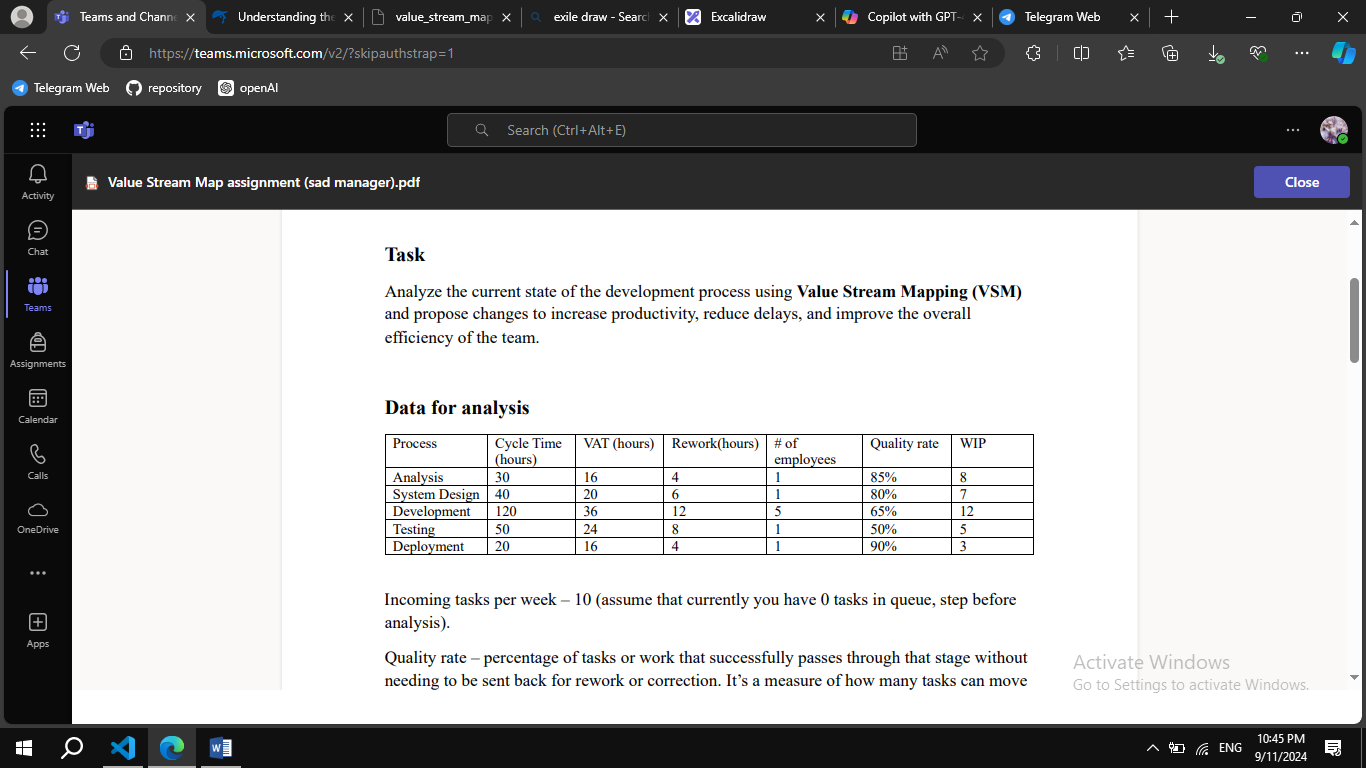 Teams and Channe
Understanding the
value_stream_map
exile draw - Searc
Excalidraw
Copilot with GPT-4
Telegram Web
https://teams.microsoft.com/v2/?skipauthstrap=1
Telegram Web
repository
openAI
Search (Ctrl+Alt+E)
Activity
Chat
Teams
Assignments
Calendar
Calls
OneDrive
Apps
Value Stream Map assignment (sad manager).pdf
Close
Task
Analyze the current state of the development process using Value Stream Mapping (VSM)
and propose changes to increase productivity, reduce delays, and improve the overall
efficiency of the team.
Data for analysis
Process Cycle Time (hours) VAT (hours) Rework(hours) # of employees Quality rate WIP
Analysis 30 16 4 1 85% 8
System Design 40 20 6 1 80% 7
Development 120 36 12 5 65% 12
Testing 50 24 8 1 50% 5
Deployment 20 16 4 1 90% 3
Incoming tasks per week – 10 (assume that currently you have 0 tasks in queue, step before
analysis).
Quality rate – percentage of tasks or work that successfully passes through that stage without
needing to be sent back for rework or correction. It's a measure of how many tasks can move
Activate Windows
Go to Settings to activate Windows.
ENG
10:45 PM
9/11/2024